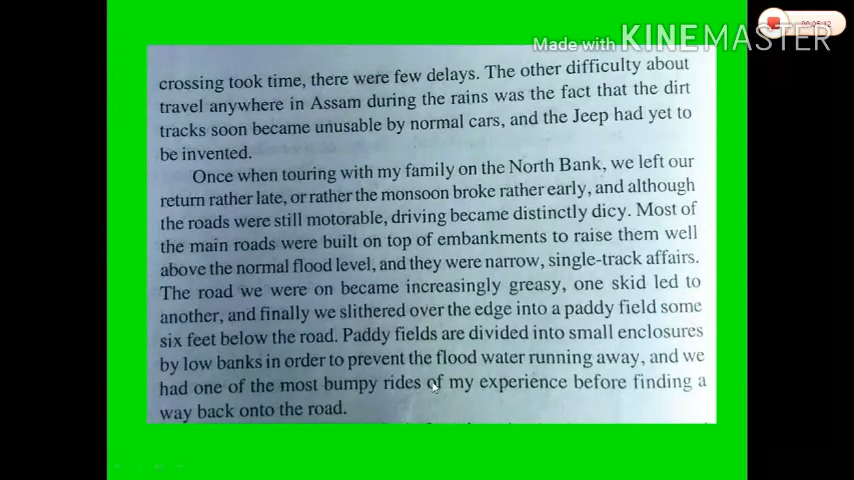 Made with KINEMASTER
crossing took time, there were few delays. The other difficulty about
travel anywhere in Assam during the rains was the fact that the dirt
tracks soon became unusable by normal cars, and the Jeep had yet to
be invented.
Once when touring with my family on the North Bank, we left our
return rather late, or rather the monsoon broke rather early, and although
the roads were still motorable, driving became distinctly dicy. Most of
the main roads were built on top of embankments to raise them well
above the normal flood level, and they were narrow, single-track affairs.
The road we were on became increasingly greasy, one skid led to
another, and finally we slithered over the edge into a paddy field some
six feet below the road. Paddy fields are divided into small enclosures
by low banks in order to prevent the flood water running away, and we
had one of the most bumpy rides of my experience before finding a
way back onto the road.